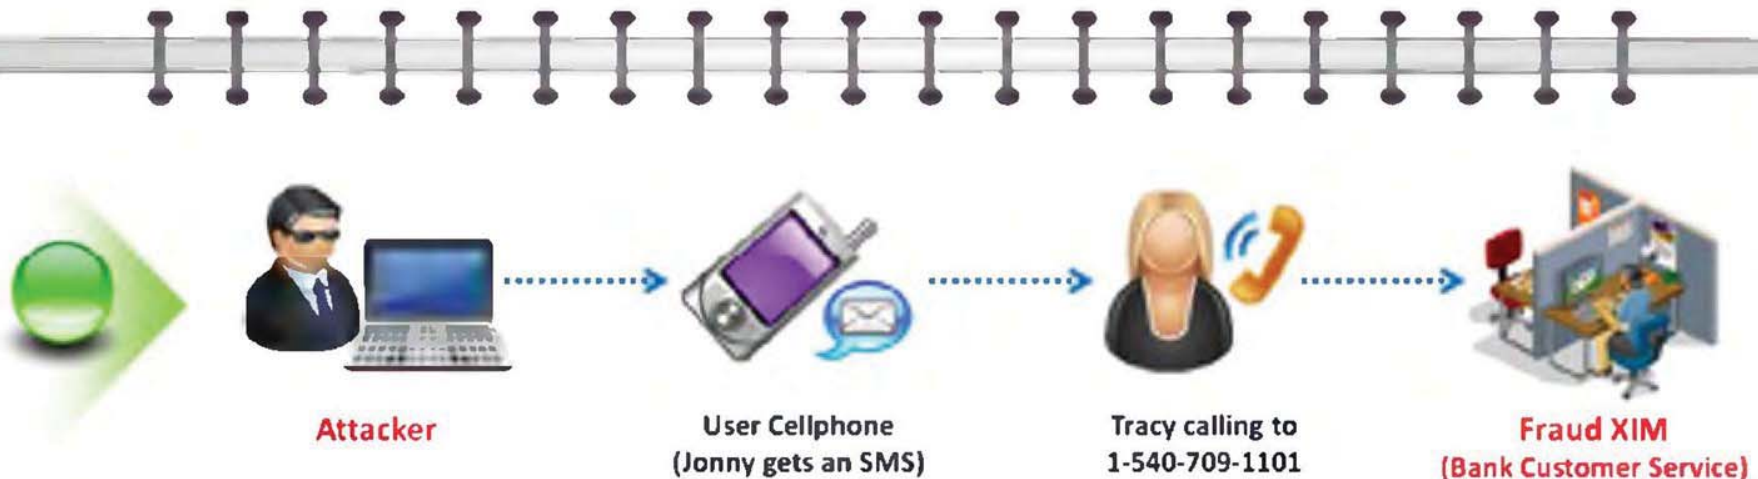 Attacker
User Cellphone
(Jonny gets an SMS)
Tracy calling to
1-540-709-1101
Fraud XIM
(Bank Customer Service)